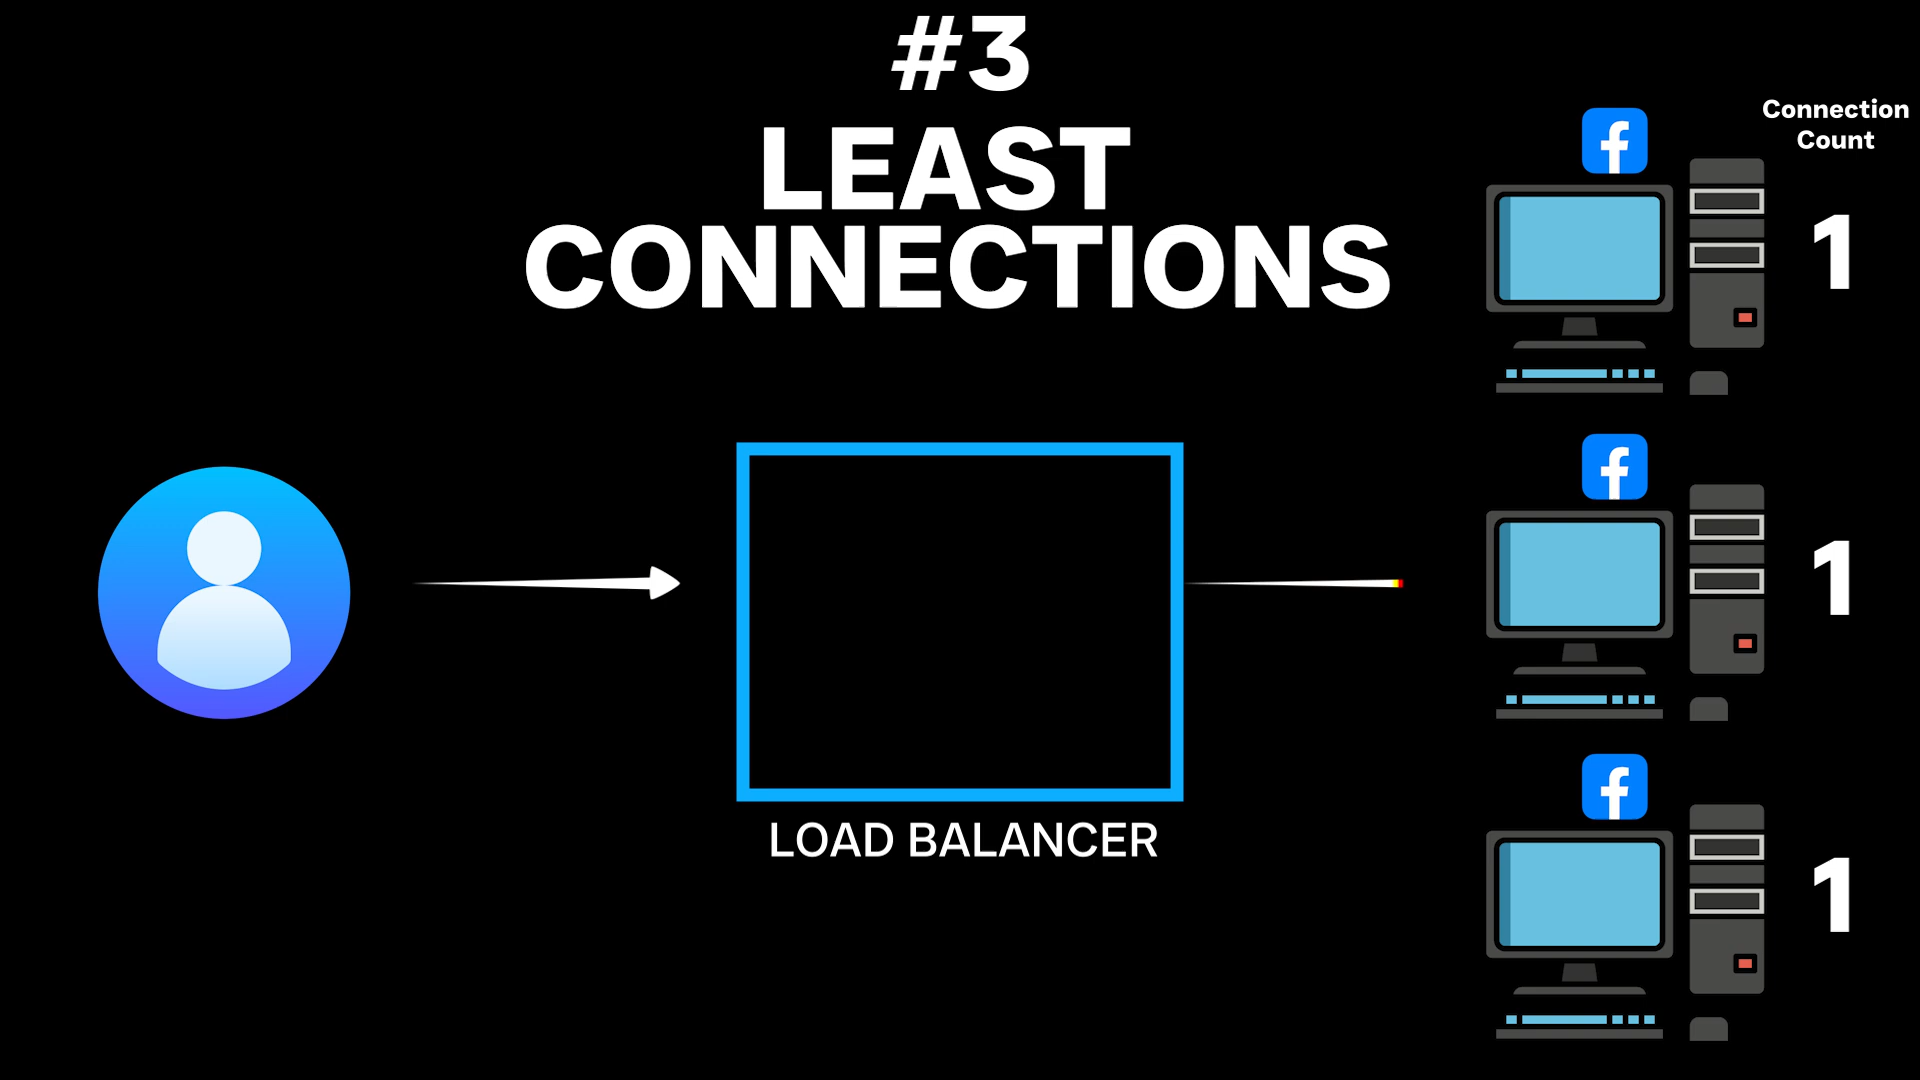 #3
LEAST
CONNECTIONS
Connection
Count
1
1
1
LOAD BALANCER